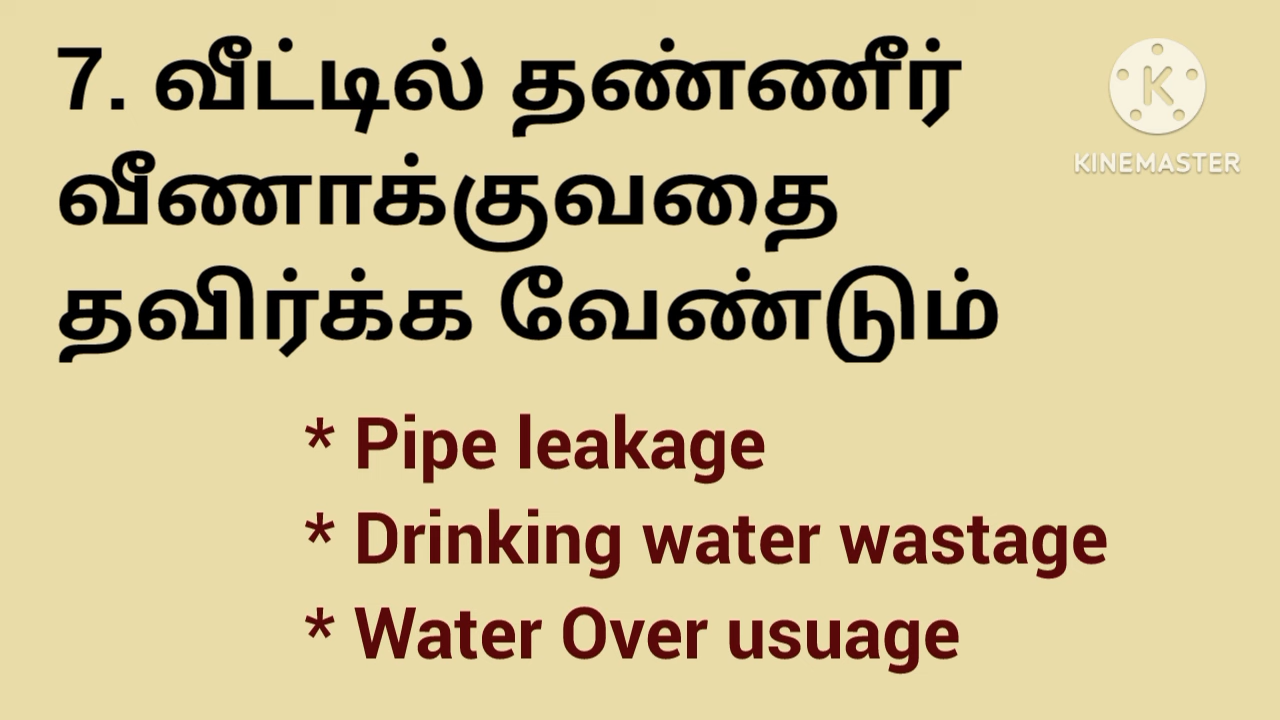 7. வீட்டில் தண்ணீர்
வீணாக்குவதை
தவிர்க்க வேண்டும்
* Pipe leakage
* Drinking water wastage
* Water Over usuage
K
KINEMASTER